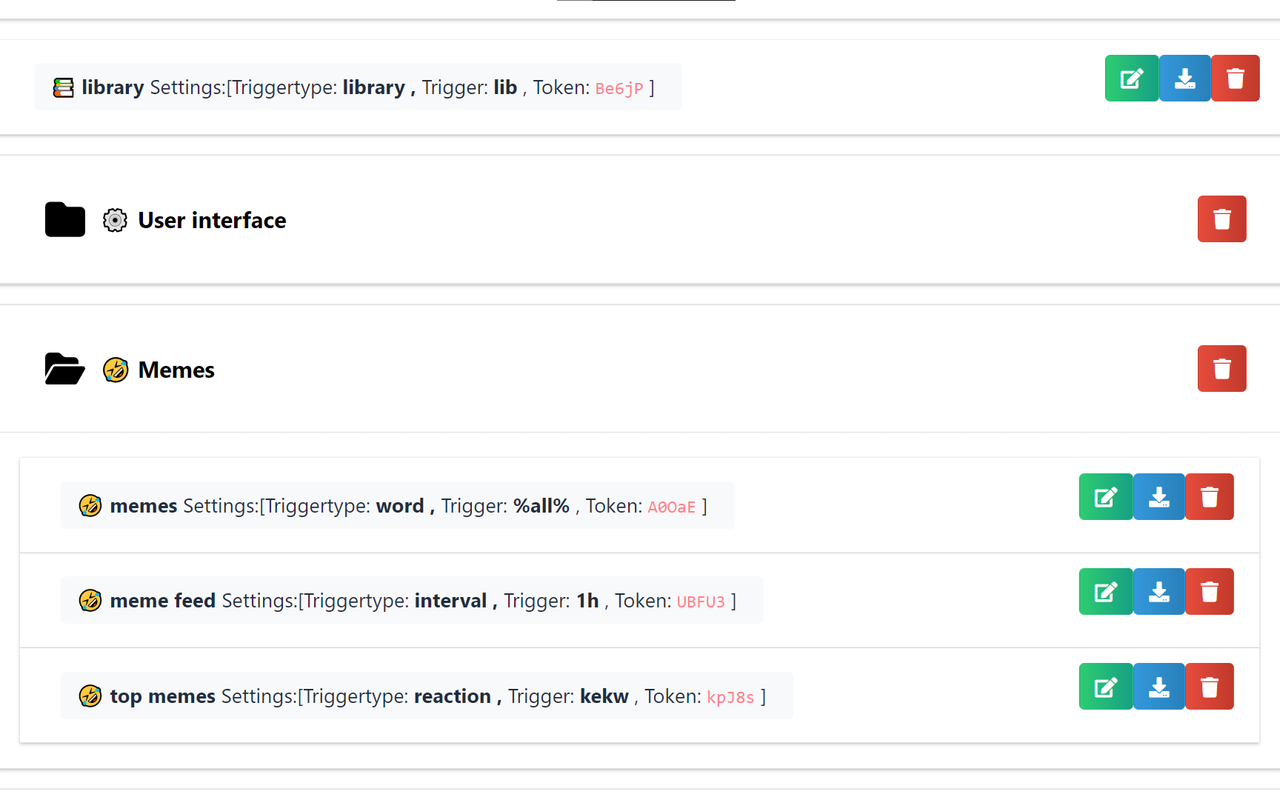 📚 library Settings:[Triggertype: library , Trigger: lib , Token: Be6jP ]
⚙️ User interface
🤣 Memes
🤣 memes Settings:[Triggertype: word , Trigger: %all% , Token: A0OaE ]
🤣 meme feed Settings:[Triggertype: interval , Trigger: 1h , Token: UBFU3 ]
🤣 top memes Settings:[Triggertype: reaction , Trigger: kekw , Token: kpJ8s ]